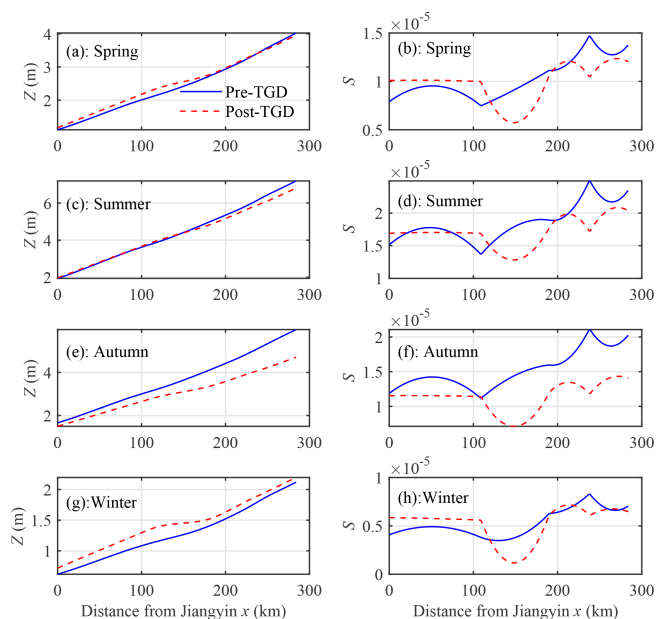 4
3
2
Z (m)
(a): Spring
Pre-TGD
Post-TGD
0 100 200 300
×10⁻⁵
1.5
1.0
0.5
S
(b): Spring
0 100 200 300
6
4
2
Z (m)
(c): Summer
0 100 200 300
×10⁻⁵
2
1.5
1
S
(d): Summer
0 100 200 300
4
2
Z (m)
(e): Autumn
0 100 200 300
×10⁻⁵
2
1.5
1
S
(f): Autumn
0 100 200 300
2
1.5
1
Z (m)
(g):Winter
0 100 200 300
Distance from Jiangyin x (km)
×10⁻⁵
1
0.5
0
S
(h):Winter
0 100 200 300
Distance from Jiangyin x (km)